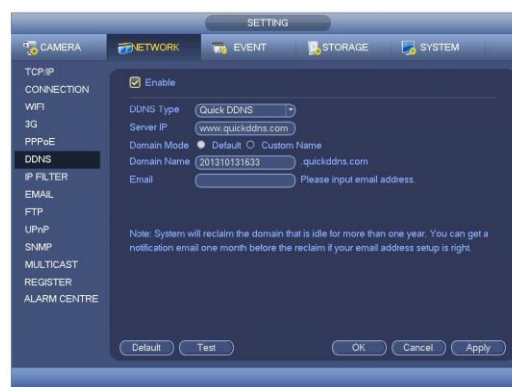 SETTING
CAMERA NETWORK EVENT STORAGE SYSTEM
TCP/IP
CONNECTION
WIFI
3G
PPPoE
DDNS
IP FILTER
EMAIL
FTP
UPnP
SNMP
MULTICAST
REGISTER
ALARM CENTRE
Enable
DDNS Type Quick DDNS
Server IP www.quickddns.com
Domain Mode Default Custom Name
Domain Name 201310131633 .quickddns.com
Email Please input email address.
Note: System will reclaim the domain that is idle for more than one year. You can get a
notification email one month before the reclaim if your email address setup is right.
Default Test OK Cancel Apply